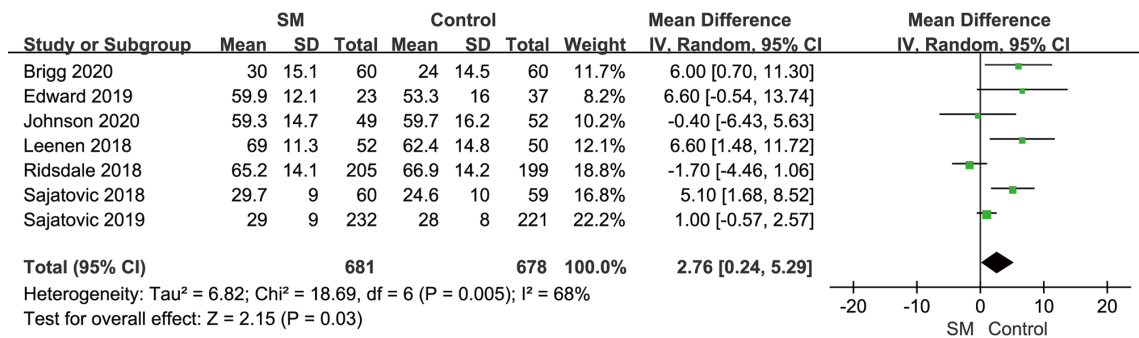 SM Control Mean Difference Mean Difference
Study or Subgroup Mean SD Total Mean SD Total Weight IV, Random, 95% CI IV, Random, 95% CI
Brigg 2020 30 15.1 60 24 14.5 60 11.7% 6.00 [0.70, 11.30]
Edward 2019 59.9 12.1 23 53.3 16 37 8.2% 6.60 [-0.54, 13.74]
Johnson 2020 59.3 14.7 49 59.7 16.2 52 10.2% -0.40 [-6.43, 5.63]
Leenen 2018 69 11.3 52 62.4 14.8 50 12.1% 6.60 [1.48, 11.72]
Ridsdale 2018 65.2 14.1 205 66.9 14.2 199 18.8% -1.70 [-4.46, 1.06]
Sajatovic 2018 29.7 9 60 24.6 10 59 16.8% 5.10 [1.68, 8.52]
Sajatovic 2019 29 9 232 28 8 221 22.2% 1.00 [-0.57, 2.57]
Total (95% CI) 681 678 100.0% 2.76 [0.24, 5.29]
Heterogeneity: Tau² = 6.82; Chi² = 18.69, df = 6 (P = 0.005); I² = 68%
Test for overall effect: Z = 2.15 (P = 0.03)
-20 -10 0 10 20
SM Control